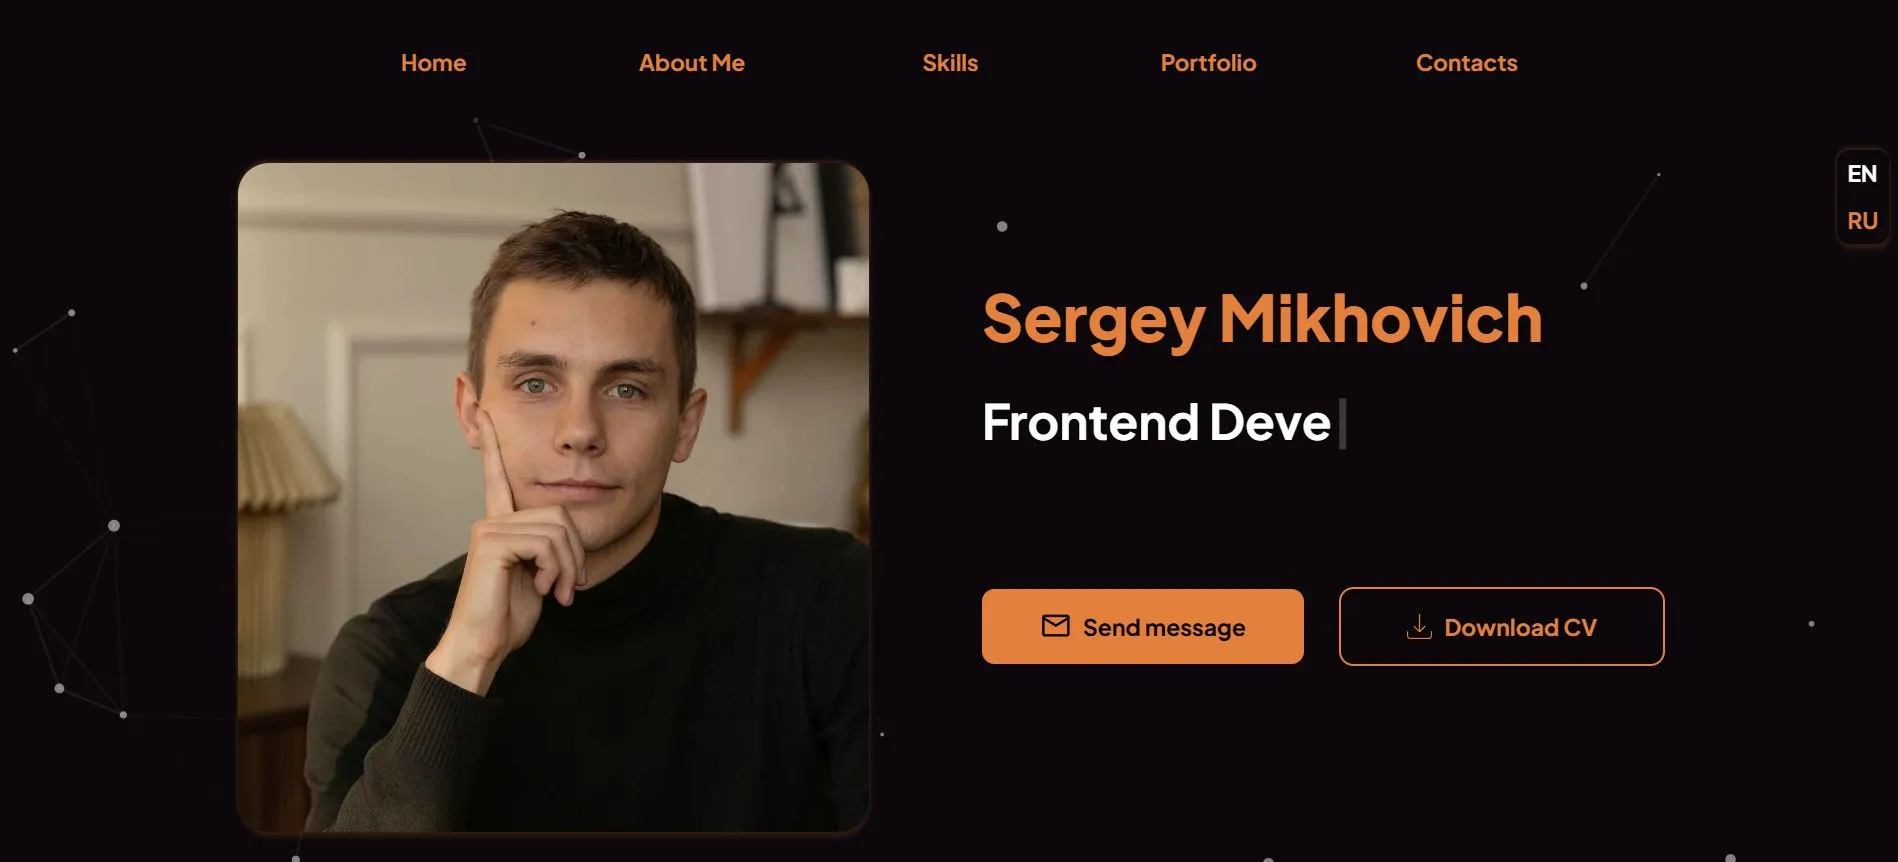 Home About Me Skills Portfolio Contacts
EN
RU
Sergey Mikhovich
Frontend Deve
Send message Download CV